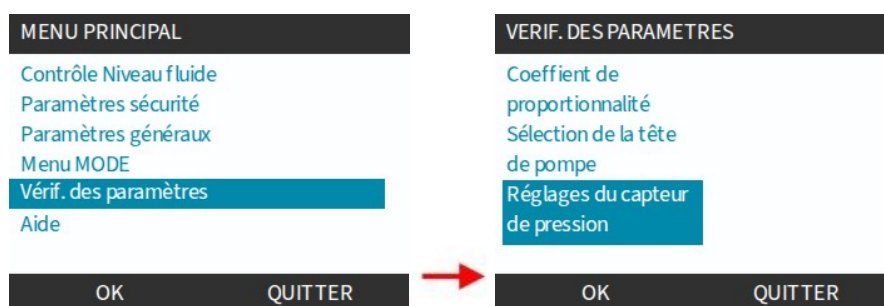 MENU PRINCIPAL
Contrôle Niveau fluide
Paramètres sécurité
Paramètres généraux
Menu MODE
Vérif. des paramètres
Aide
OK QUITTER
VERIF. DES PARAMETRES
Coeffient de
proportionnalité
Sélection de la tête
de pompe
Réglages du capteur
de pression
OK QUITTER